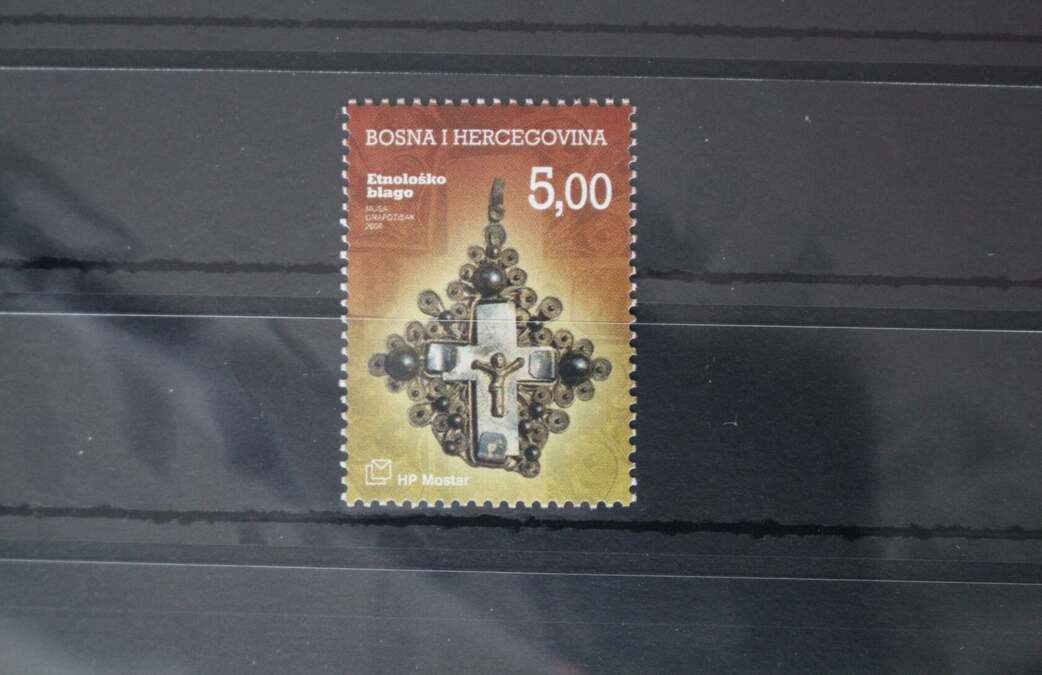 BOSNA I HERCEGOVINA
Etnološko
blago
5,00
HP Mostar